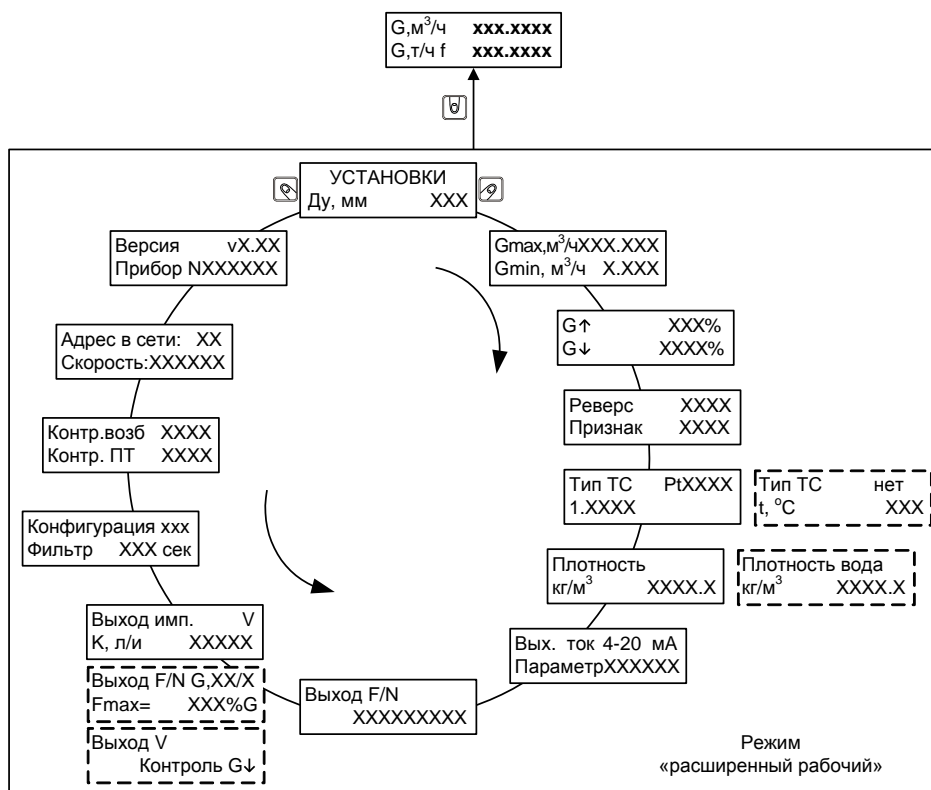 G,м³/ч xxx.xxxx
G,т/ч f xxx.xxxx
УСТАНОВКИ
Ду, мм XXX
Gmax,м³/чXXX.XXX
Gmin, м³/ч X.XXX
G↑ XXX%
G↓ XXXX%
Реверс XXXX
Признак XXXX
Тип ТС PtXXXX
1.XXXX
Тип ТС нет
t, °C XXX
Плотность
кг/м³ XXXX.X
Плотность вода
кг/м³ XXXX.X
Вых. ток 4-20 мА
ПараметрXXXXXX
Выход F/N
XXXXXXXXX
Выход имп. V
K, л/и XXXXX
Выход F/N G,XX/X
Fmax= XXX%G
Выход V
Контроль G↓
Конфигурация xxx
Фильтр XXX сек
Контр.возб XXXX
Контр. ПТ XXXX
Адрес в сети: XX
Скорость:XXXXXX
Версия vX.XX
Прибор NXXXXXX
Режим
«расширенный рабочий»